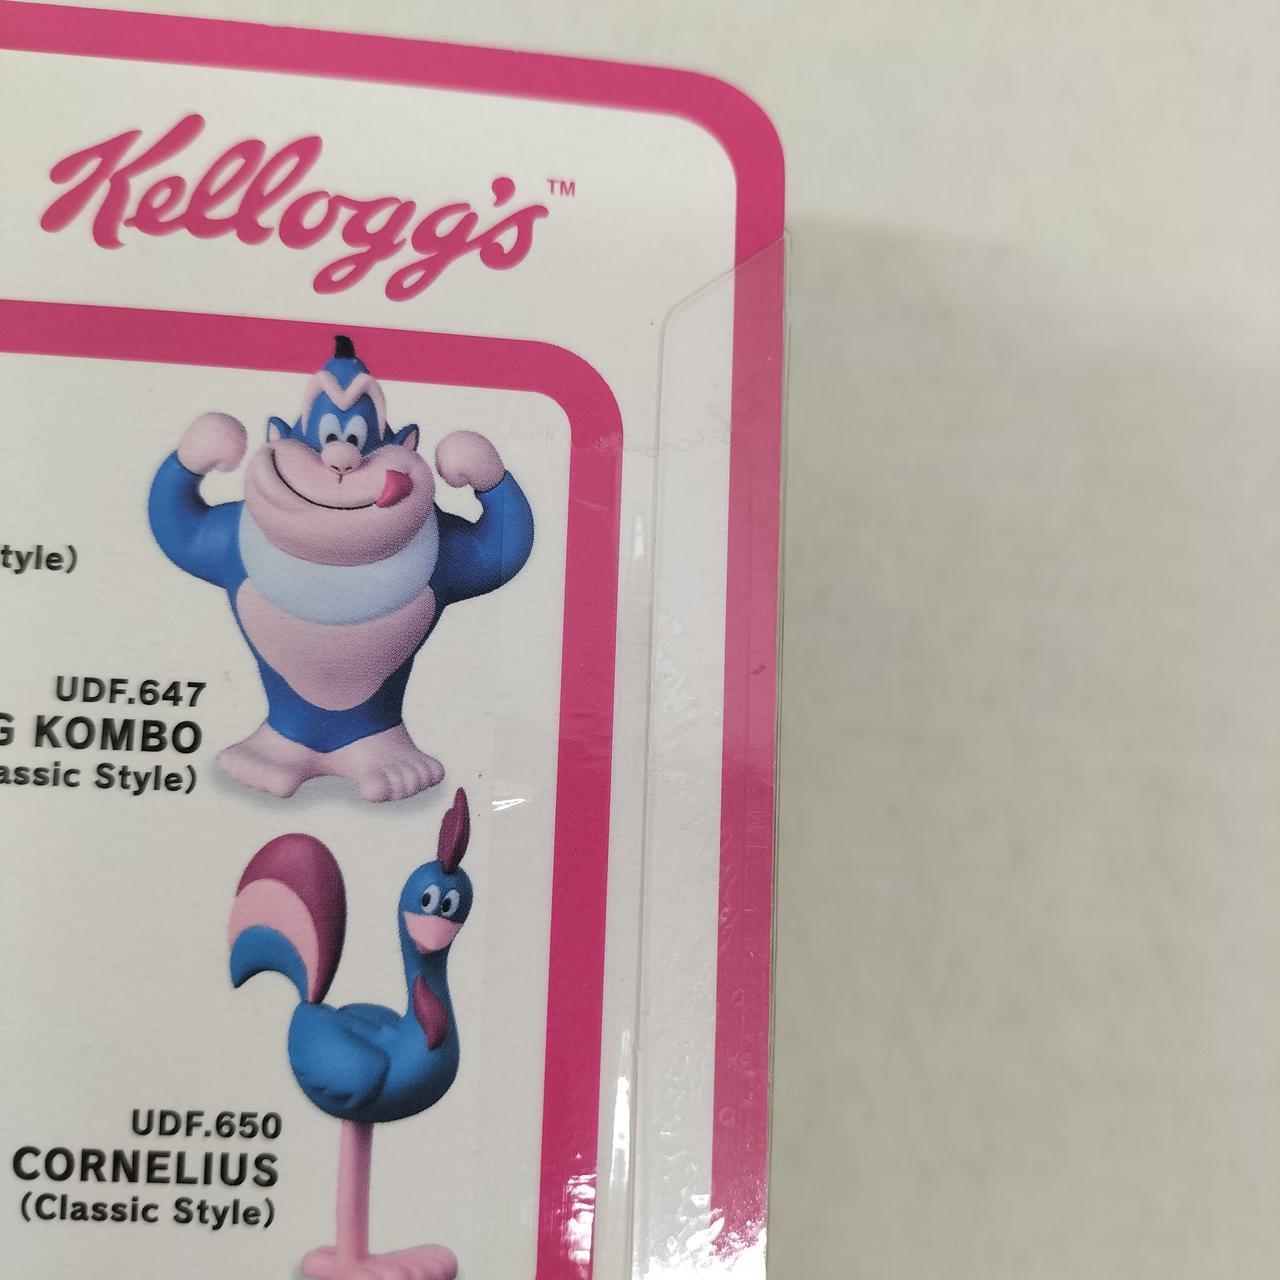 Kellogg's™
tyle)
UDF.647
G KOMBO
assic Style)
UDF.650
CORNELIUS
(Classic Style)